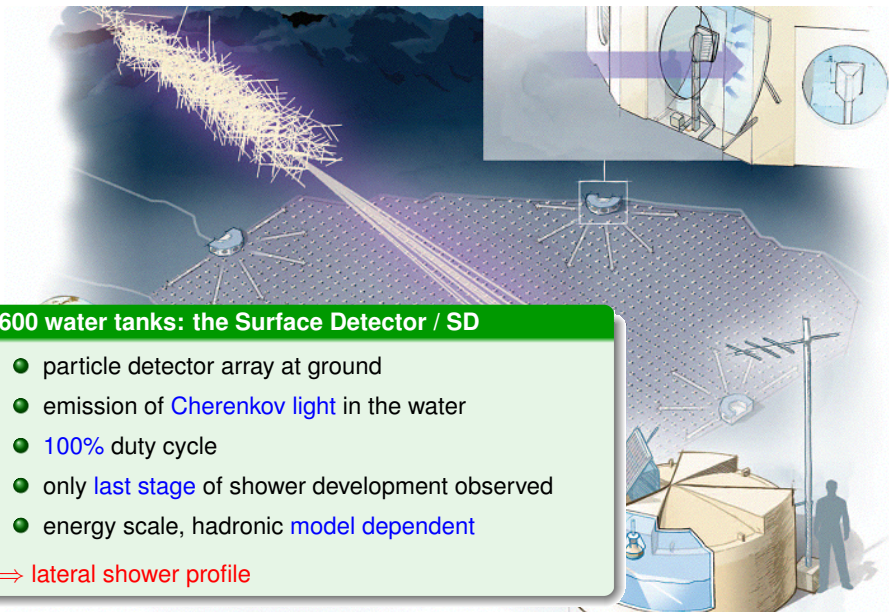 600 water tanks: the Surface Detector / SD
particle detector array at ground
emission of Cherenkov light in the water
100% duty cycle
only last stage of shower development observed
energy scale, hadronic model dependent
⇒ lateral shower profile